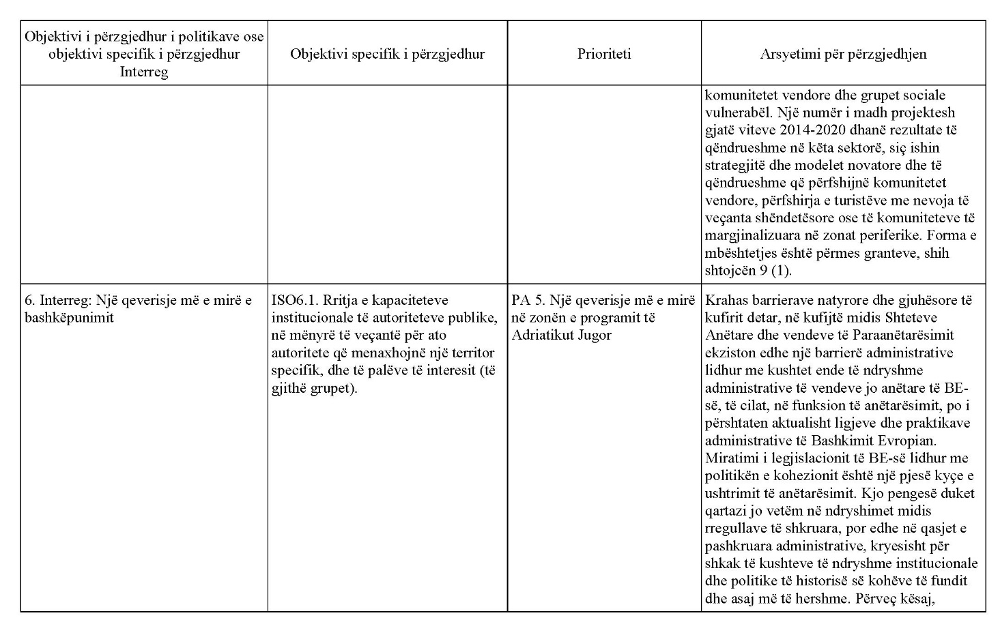 Objektivi i përzgjedhur i politikave ose
objektivi specifik i përzgjedhur
Interreg
Objektivi specifik i përzgjedhur
Prioriteti
Arsyetimi për përzgjedhjen
komunitetet vendore dhe grupet sociale
vulnerabël. Një numër i madh projektesh
gjatë viteve 2014-2020 dhanë rezultate të
qëndrueshme në këta sektorë, siç ishin
strategjitë dhe modelet novatore dhe të
qëndrueshme që përfshijnë komunitetet
vendore, përfshirja e turistëve me nevoja të
veçanta shëndetësore ose të komuniteteve të
margjinalizuara në zonat periferike. Forma e
mbështetjes është përmes granteve, shih
shtojcën 9 (1).
6. Interreg: Një qeverisje më e mirë e
bashkëpunimit
ISO6.1. Rritja e kapaciteteve
institucionale të autoriteteve publike,
në mënyrë të veçantë për ato
autoritete që menaxhojnë një territor
specifik, dhe të palëve të interesit (të
gjithë grupet).
PA 5. Një qeverisje më e mirë
në zonën e programit të
Adriatikut Jugor
Krahas barrierave natyrore dhe gjuhësore të
kufirit detar, në kufijtë midis Shteteve
Anëtare dhe vendeve të Paraanëtarësimit
ekziston edhe një barrierë administrative
lidhur me kushtet ende të ndryshme
administrative të vendeve jo anëtare të BE-
së, të cilat, në funksion të anëtarësimit, po i
përshtaten aktualisht ligjeve dhe praktikave
administrative të Bashkimit Evropian.
Miratimi i legjislacionit të BE-së lidhur me
politikën e kohezionit është një pjesë kyçe e
ushtrimit të anëtarësimit. Kjo pengesë duket
qartazi jo vetëm në ndryshimet midis
rregullave të shkruara, por edhe në qasjet e
pashkruara administrative, kryesisht për
shkak të kushteve të ndryshme institucionale
dhe politike të historisë së kohëve të fundit
dhe asaj më të hershme. Përveç kësaj,